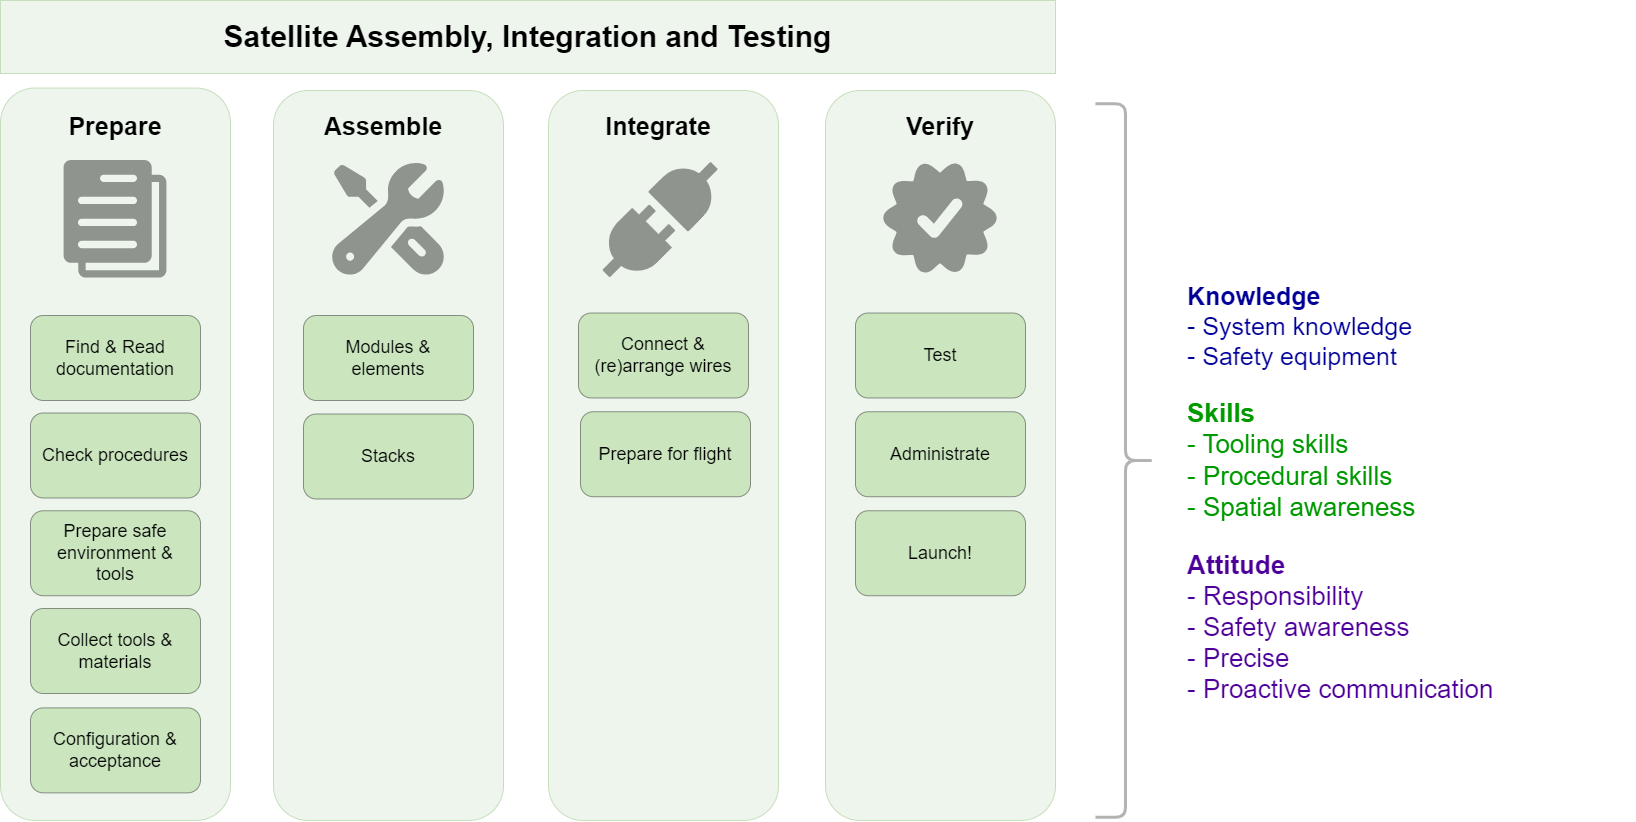 Satellite Assembly, Integration and Testing
Prepare
Find & Read
documentation
Check procedures
Prepare safe
environment &
tools
Collect tools &
materials
Configuration &
acceptance
Assemble
Modules &
elements
Stacks
Integrate
Connect &
(re)arrange wires
Prepare for flight
Verify
Test
Administrate
Launch!
Knowledge
- System knowledge
- Safety equipment
Skills
- Tooling skills
- Procedural skills
- Spatial awareness
Attitude
- Responsibility
- Safety awareness
- Precise
- Proactive communication